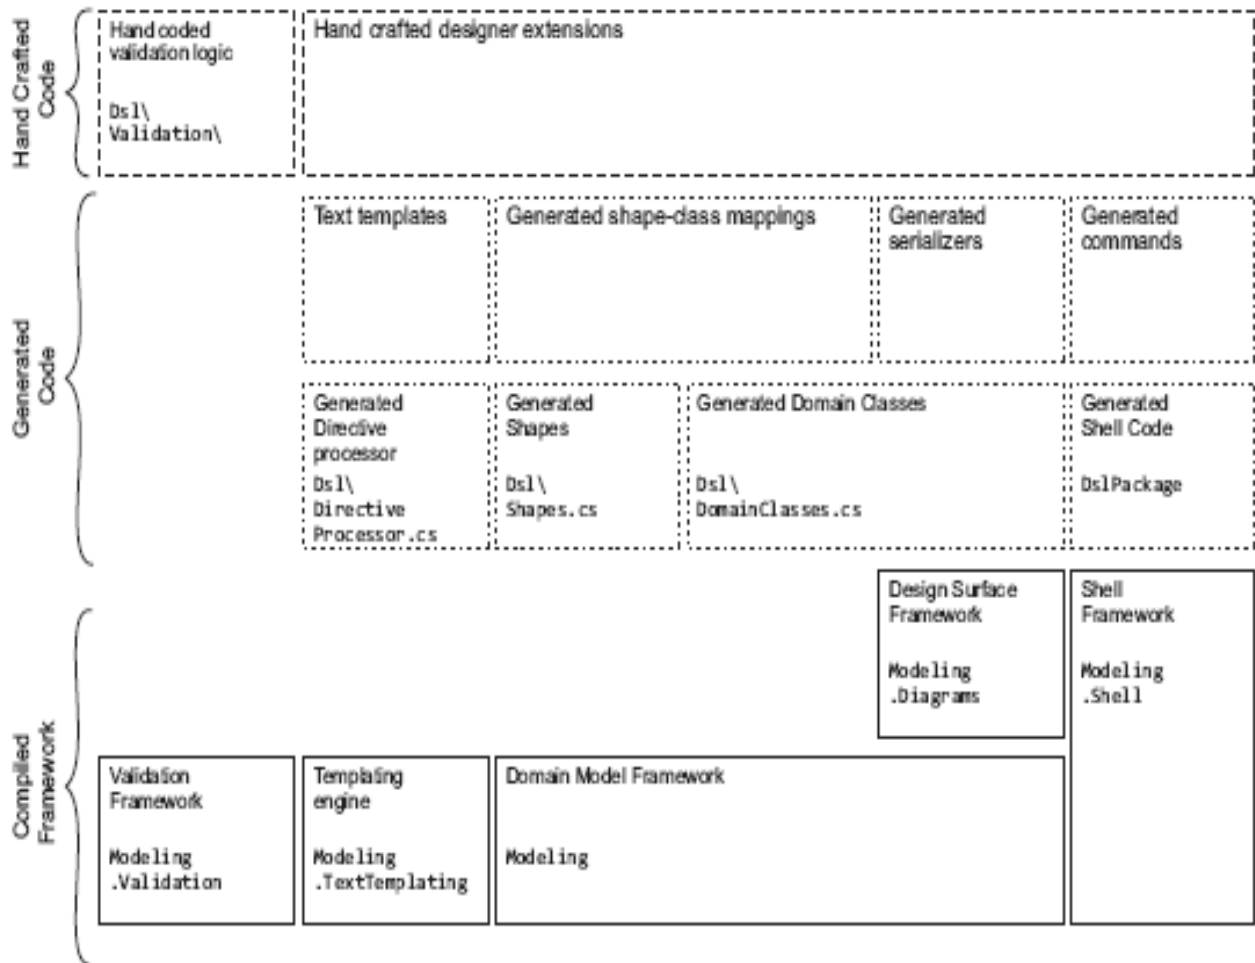 Hand Crafted
Code
Hand coded
validation logic
Dsl\
Validation\
Hand crafted designer extensions
Generated
Code
Text templates
Generated shape-class mappings
Generated
serializers
Generated
commands
Generated
Directive
processor
Dsl\
Directive
Processor.cs
Generated
Shapes
Dsl\
Shapes.cs
Generated Domain Classes
Dsl\
DomainClasses.cs
Generated
Shell Code
DslPackage
Compiled
Framework
Design Surface
Framework
Modeling
.Diagrams
Shell
Framework
Modeling
.Shell
Validation
Framework
Modeling
.Validation
Templating
engine
Modeling
.TextTemplating
Domain Model Framework
Modeling